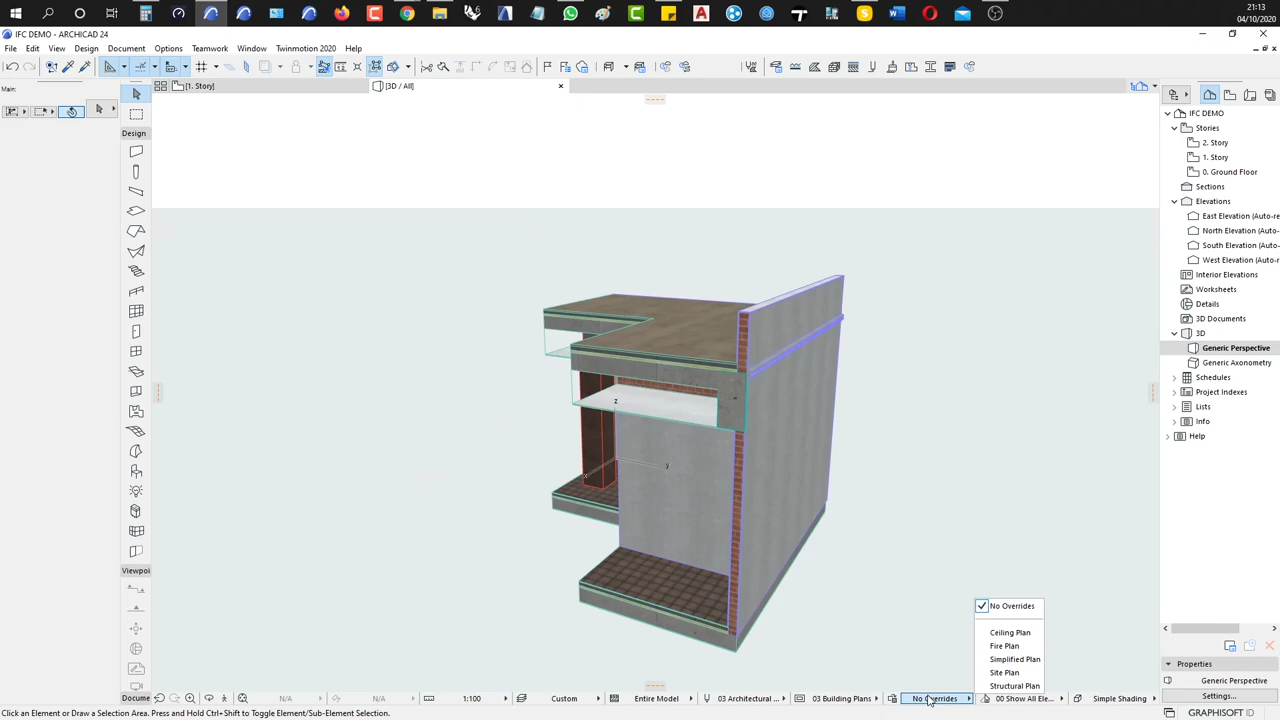 21:13
04/10/2020
IFC DEMO - ARCHICAD 24
File Edit View Design Document Options Teamwork Window Twinmotion 2020 Help
Main:
[1. Story]
[3D / All]
Design
Viewpoi
Docume
z
y
x
IFC DEMO
Stories
2. Story
1. Story
0. Ground Floor
Sections
Elevations
East Elevation (Auto-re
North Elevation (Auto-
South Elevation (Auto-
West Elevation (Auto-r
Interior Elevations
Worksheets
Details
3D Documents
3D
Generic Perspective
Generic Axonometry
Schedules
Project Indexes
Lists
Info
Help
Properties
Generic Perspective
Settings...
No Overrides
Ceiling Plan
Fire Plan
Simplified Plan
Site Plan
Structural Plan
N/A N/A 1:100 Custom Entire Model 03 Architectural ... 03 Building Plans No Overrides 00 Show All Ele... Simple Shading
Click an Element or Draw a Selection Area. Press and Hold Ctrl+Shift to Toggle Element/Sub-Element Selection.
GRAPHISOFT ID